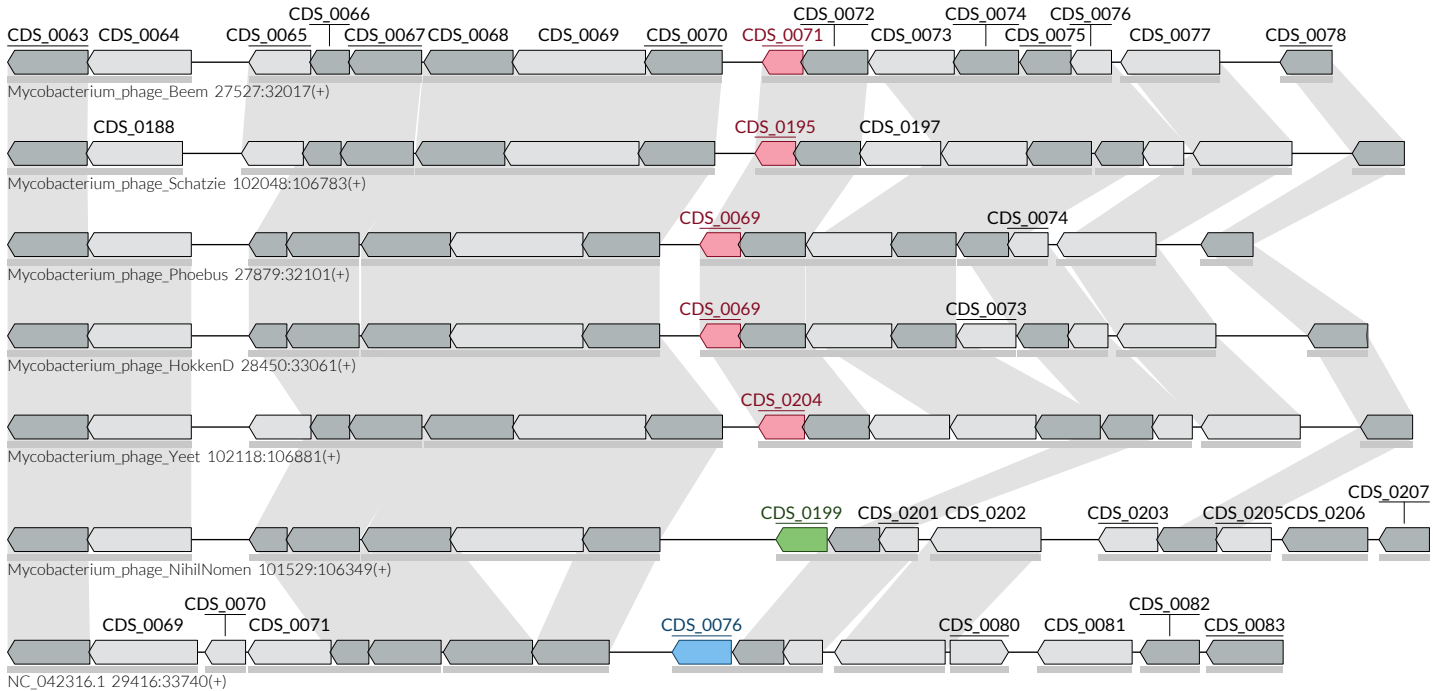 CDS_0066 CDS_0072 CDS_0074 CDS_0076
CDS_0063 CDS_0064 CDS_0065 CDS_0067 CDS_0068 CDS_0069 CDS_0070 CDS_0071 CDS_0073 CDS_0075 CDS_0077 CDS_0078
Mycobacterium_phage_Beem 27527:32017(+)
CDS_0188 CDS_0195 CDS_0197
Mycobacterium_phage_Schatzie 102048:106783(+)
CDS_0069 CDS_0074
Mycobacterium_phage_Phoebus 27879:32101(+)
CDS_0069 CDS_0073
Mycobacterium_phage_HokkenD 28450:33061(+)
CDS_0204
Mycobacterium_phage_Yeet 102118:106881(+)
CDS_0207
CDS_0199 CDS_0201 CDS_0202 CDS_0203 CDS_0205 CDS_0206
Mycobacterium_phage_NihilNomen 101529:106349(+)
CDS_0070 CDS_0082
CDS_0069 CDS_0071 CDS_0076 CDS_0080 CDS_0081 CDS_0083
NC_042316.1 29416:33740(+)